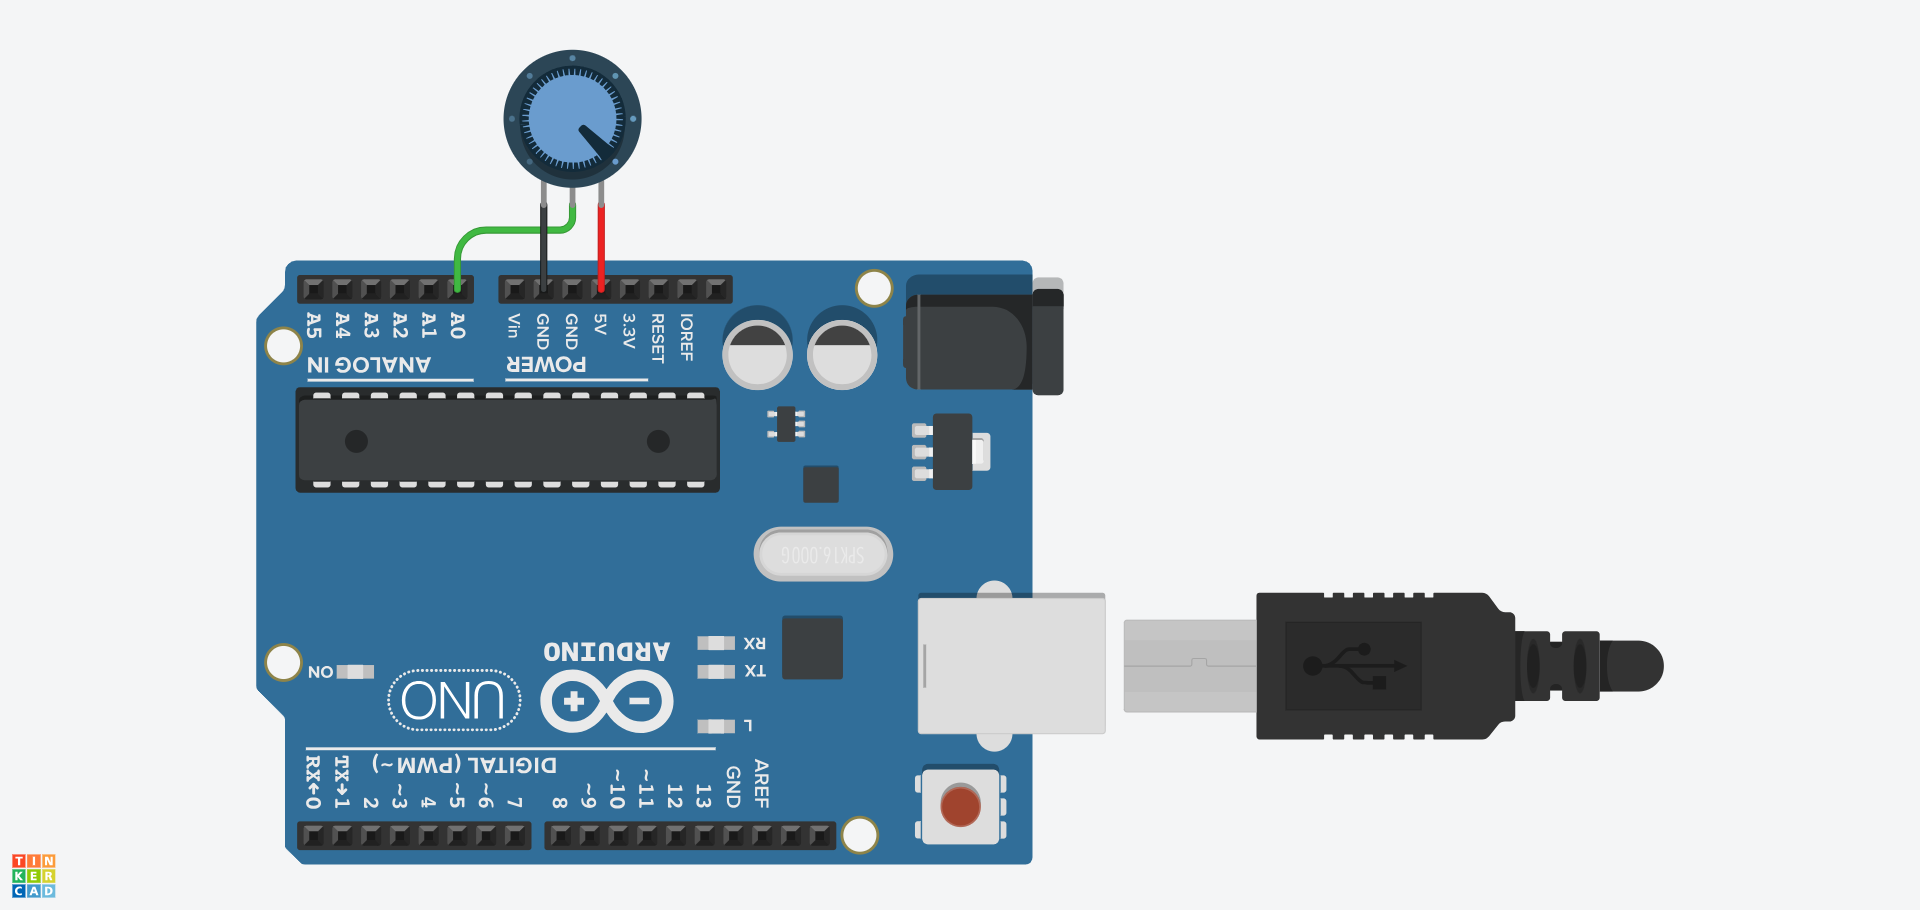 A5
A4
A3
A2
A1
A0
Vin
GND
GND
5V
3.3V
RESET
IOREF
ANALOG IN
POWER
SPK16.000G
ARDUINO
RX
TX
ON
UNO
L
DIGITAL (PWM ~)
RX←0
TX→1
2
~3
4
~5
~6
7
8
~9
~10
~11
12
13
GND
AREF
TIN
KER
CAD